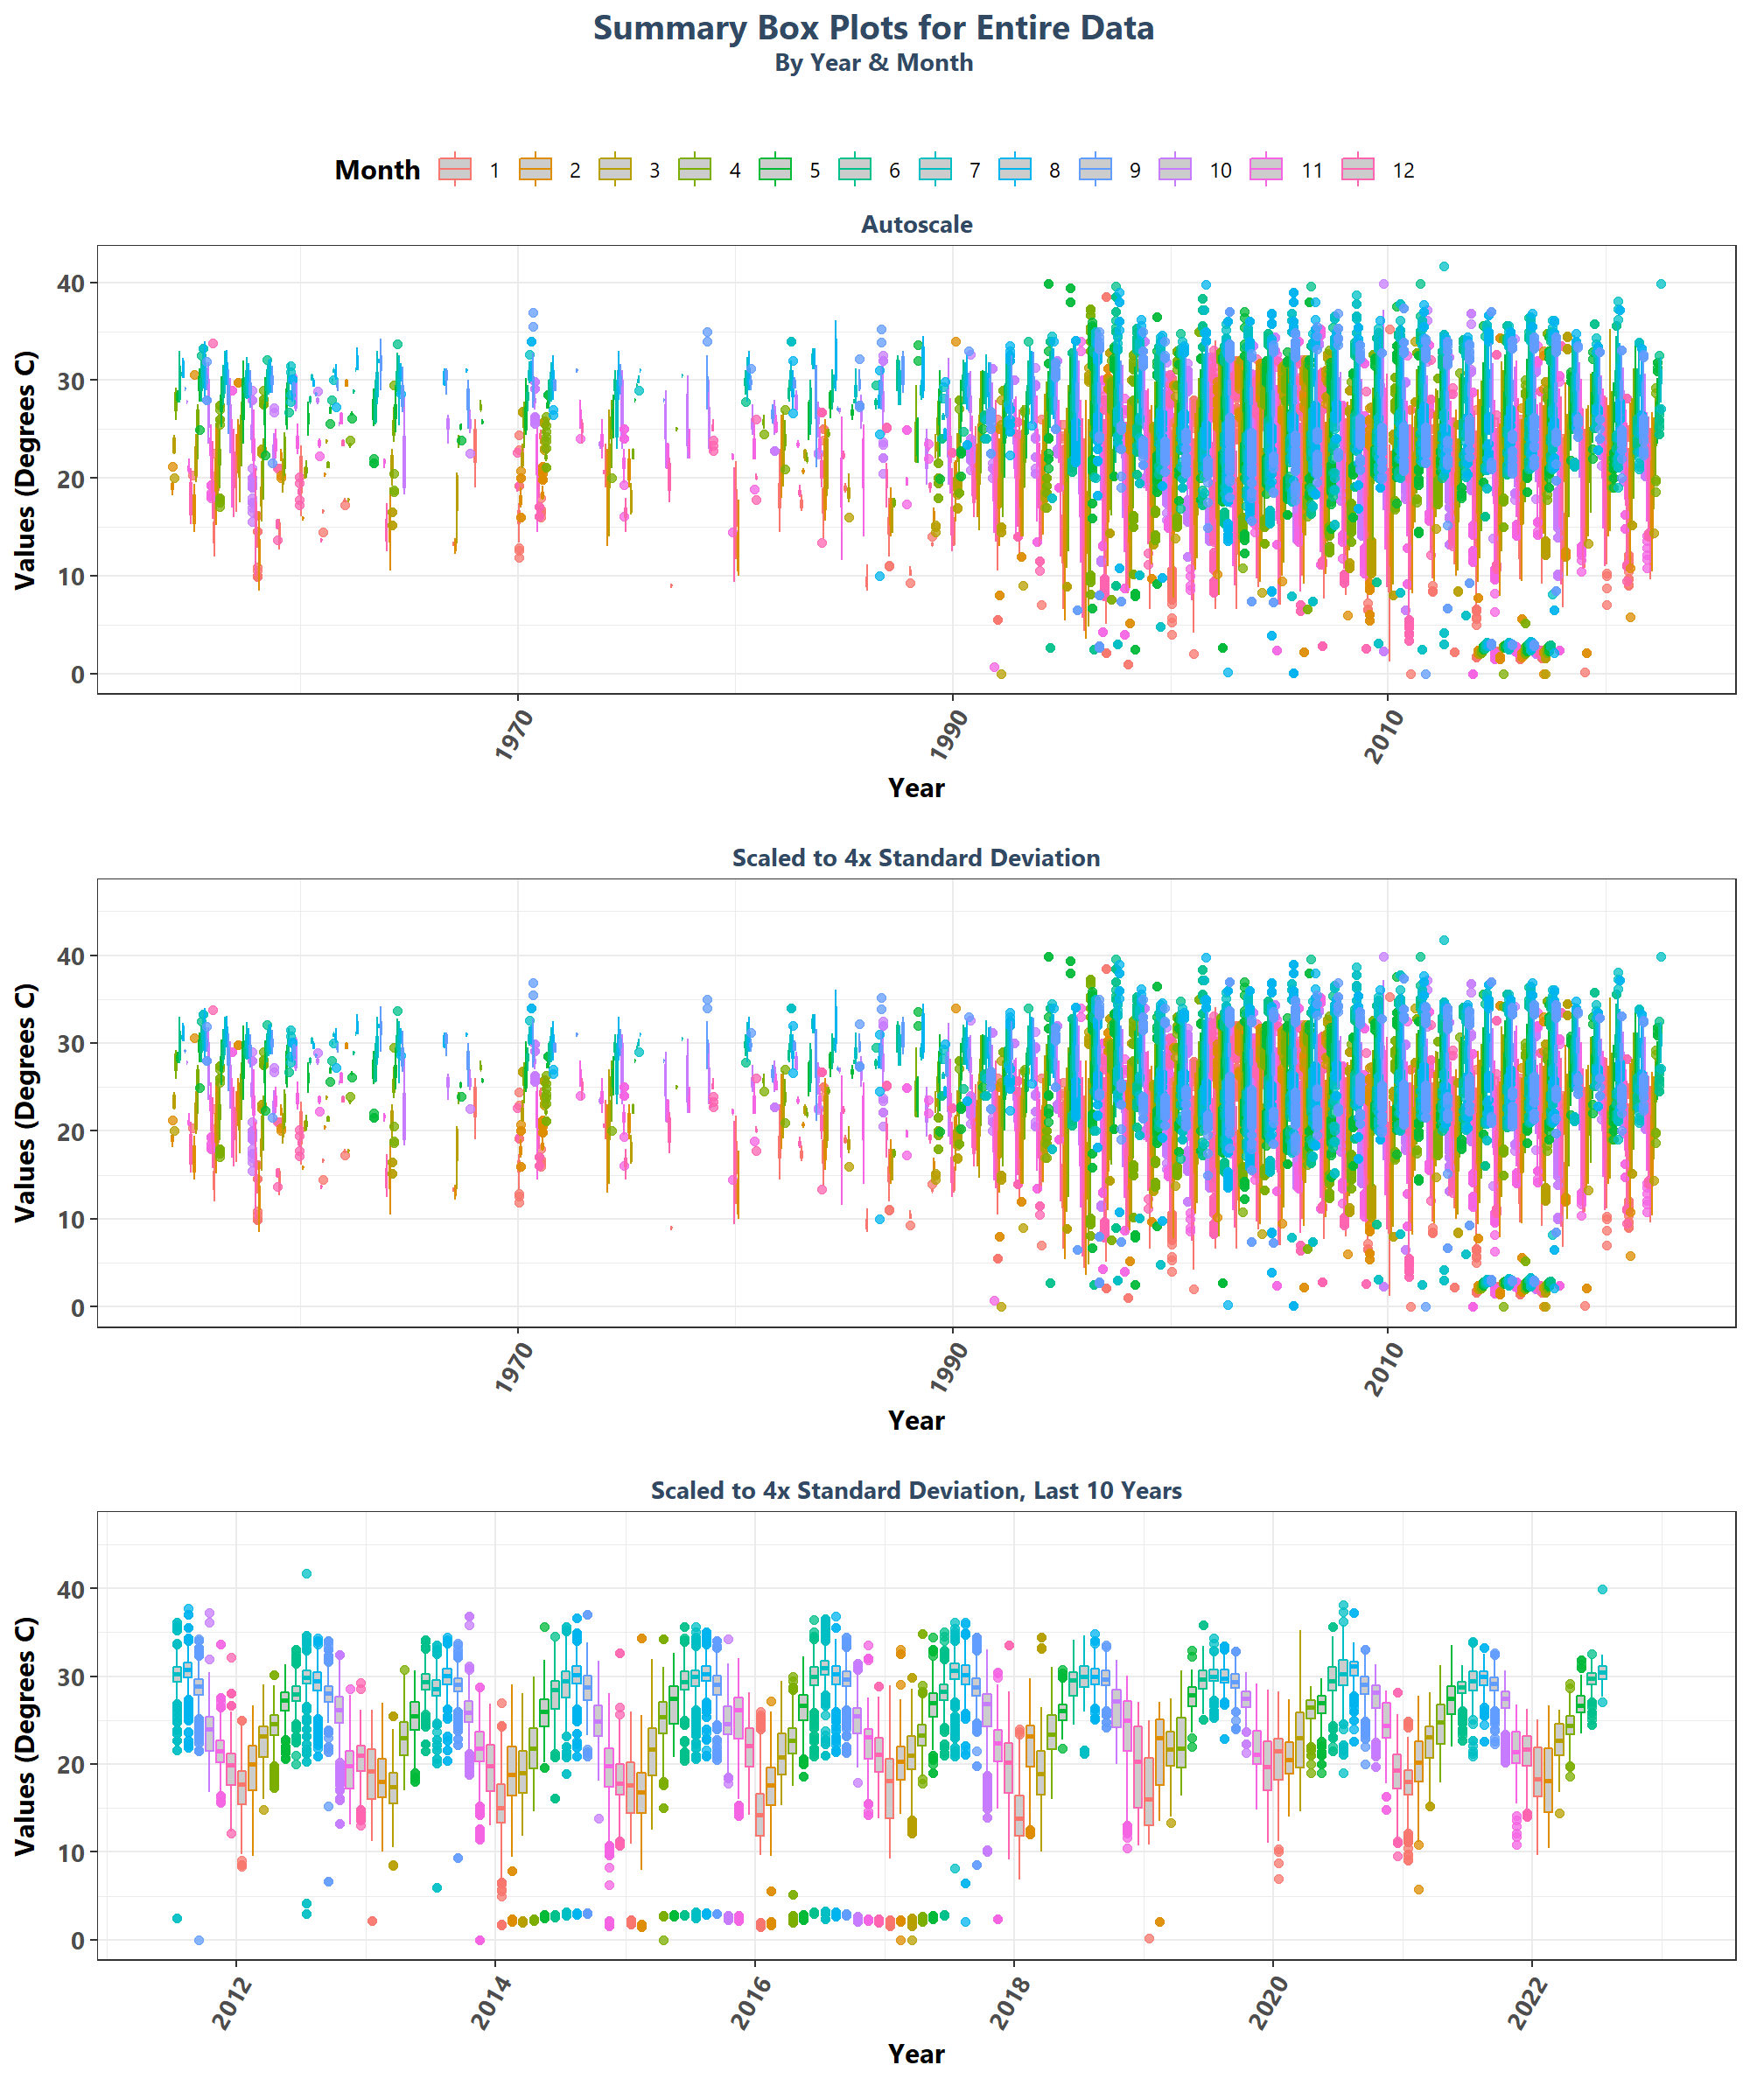 Summary Box Plots for Entire Data
By Year & Month
Month 1 2 3 4 5 6 7 8 9 10 11 12
Autoscale
Values (Degrees C)
40
30
20
10
0
1970 1990 2010
Year
Scaled to 4x Standard Deviation
Values (Degrees C)
40
30
20
10
0
1970 1990 2010
Year
Scaled to 4x Standard Deviation, Last 10 Years
Values (Degrees C)
40
30
20
10
0
2012 2014 2016 2018 2020 2022
Year